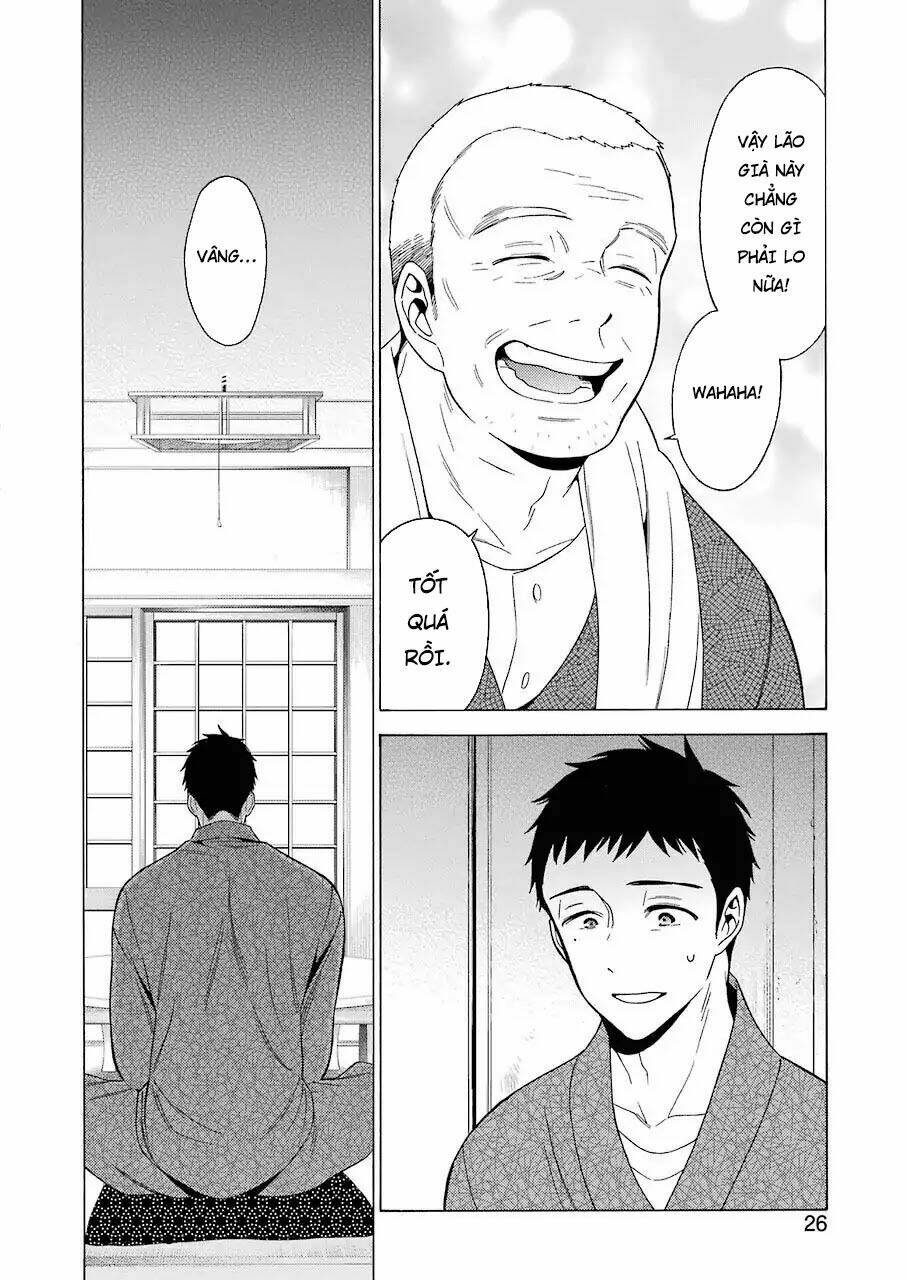 VẬY LÃO
GIÀ NÀY
CHẲNG
CÒN GÌ
PHẢI LO
NỮA!
WAHAHA!
TỐT
QUÁ
RỒI.
VÂNG...
26